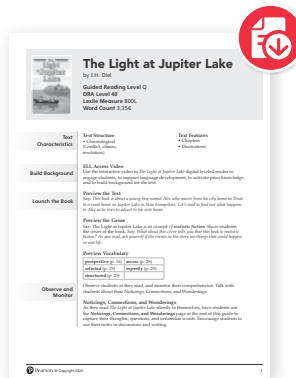 The Light at Jupiter Lake
by J.H. Diel
Guided Reading Level Q
DRA Level 40
Lexile Measure 800L
Word Count 3,356
The Light
at Jupiter
Lake
Text
Characteristics
Text Structure
• Chronological
(Conflict, climax,
resolution)
Text Features
• Chapters
• Illustrations
Build Background
ELL Access Video
Use the interactive video in The Light at Jupiter Lake digital leveled reader to
engage students, to support language development, to activate prior knowledge,
and to build background for the text.
Launch the Book
Preview the Text
Say: This book is about a young boy named Alex who moves from his city home in Texas
to a rural home on Jupiter Lake in New Hampshire. Let's read to find out what happens
to Alex as he tries to adjust to his new home.
Preview the Genre
Say: The Light at Jupiter Lake is an example of realistic fiction. Show students
the cover of the book. Say: What about this cover tells you that this book is realistic
fiction? As you read, ask yourself if the events in the story are things that could happen
in real life.
Preview Vocabulary
perspective (p. 16)
access (p. 28)
selected (p. 19)
expertly (p. 29)
structured (p. 29)
Observe and
Monitor
Observe students as they read, and monitor their comprehension. Talk with
students about their Noticings, Connections, and Wonderings.
Noticings, Connections, and Wonderings
As they read The Light at Jupiter Lake silently to themselves, have students use
the Noticings, Connections, and Wonderings page at the end of this guide to
capture their thoughts, questions, and unfamiliar words. Encourage students to
use their notes in discussions and writing.
Pearson © Copyright 2020
1